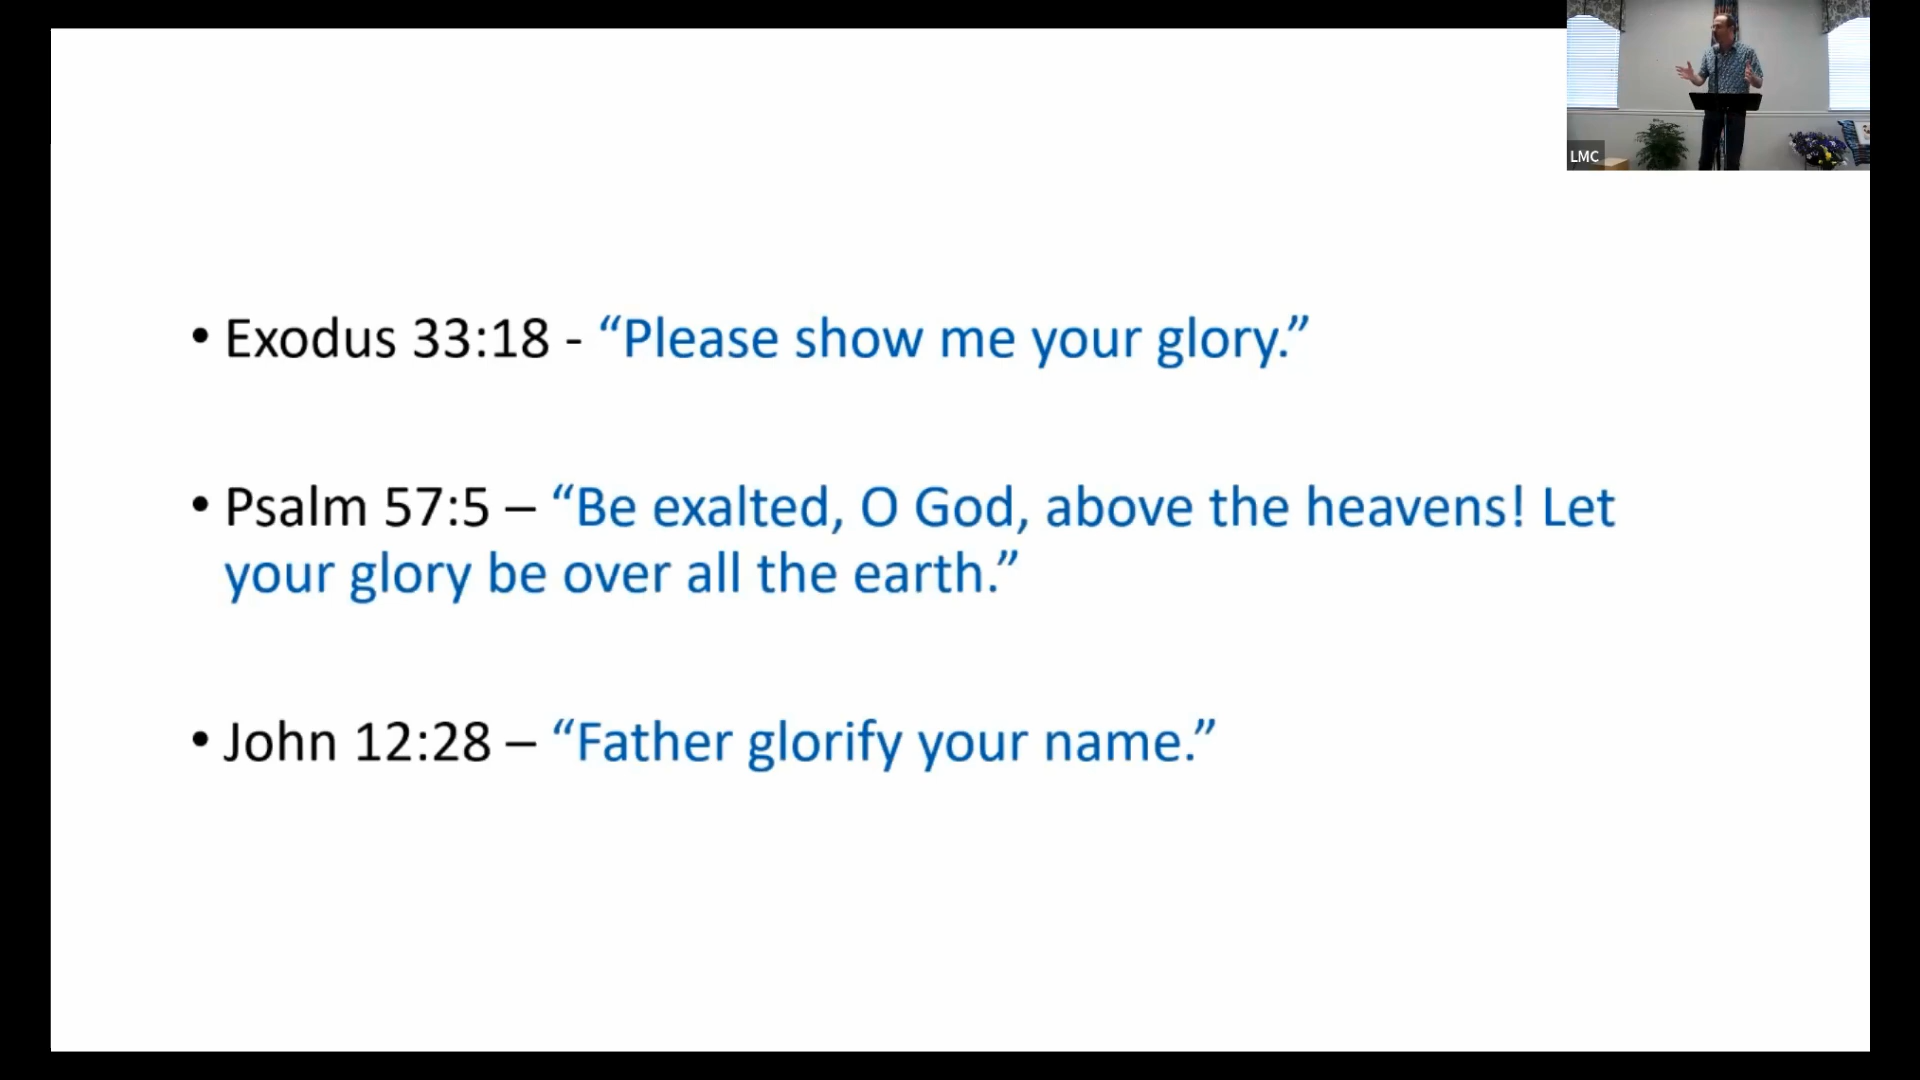 LMC
• Exodus 33:18 - “Please show me your glory.”
• Psalm 57:5 – “Be exalted, O God, above the heavens! Let
your glory be over all the earth.”
• John 12:28 – “Father glorify your name.”